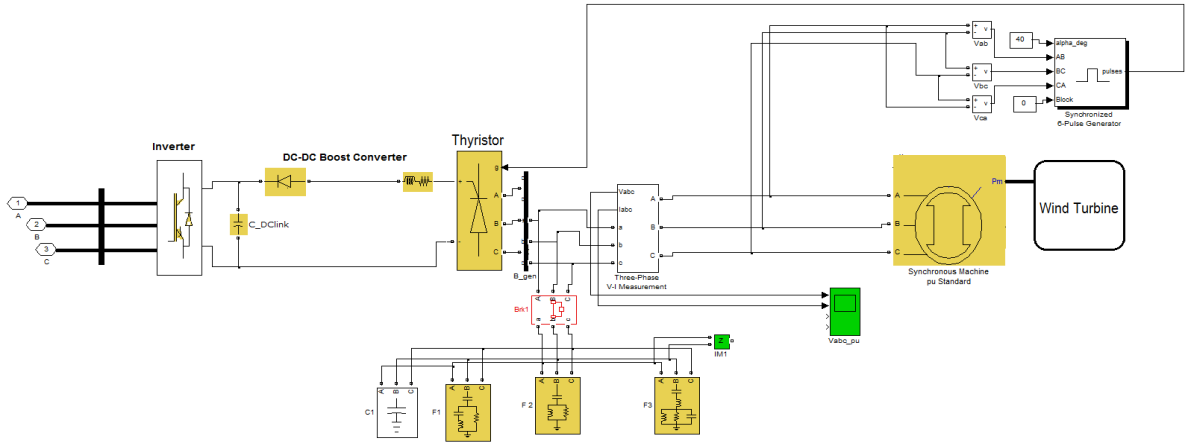 Vab
40
alpha_deg
AB
Vbc
BC
pulses
CA
0
Block
Vca
Synchronized
6-Pulse Generator
Inverter
DC-DC Boost Converter
Thyristor
g
+
A
B
C
-
B_gen
C_DClink
1
A
2
B
3
C
Vabc
Iabc
a
b
c
A
B
C
Three-Phase
V-I Measurement
A
B
C
Pm
Synchronous Machine
pu Standard
Wind Turbine
Vabc_pu
A B C
Brk1
a b c
Z
IM1
A B C
C1
A B C
F1
A B C
F 2
A B C
F3
+ v
-
+ v
-
+ v
-